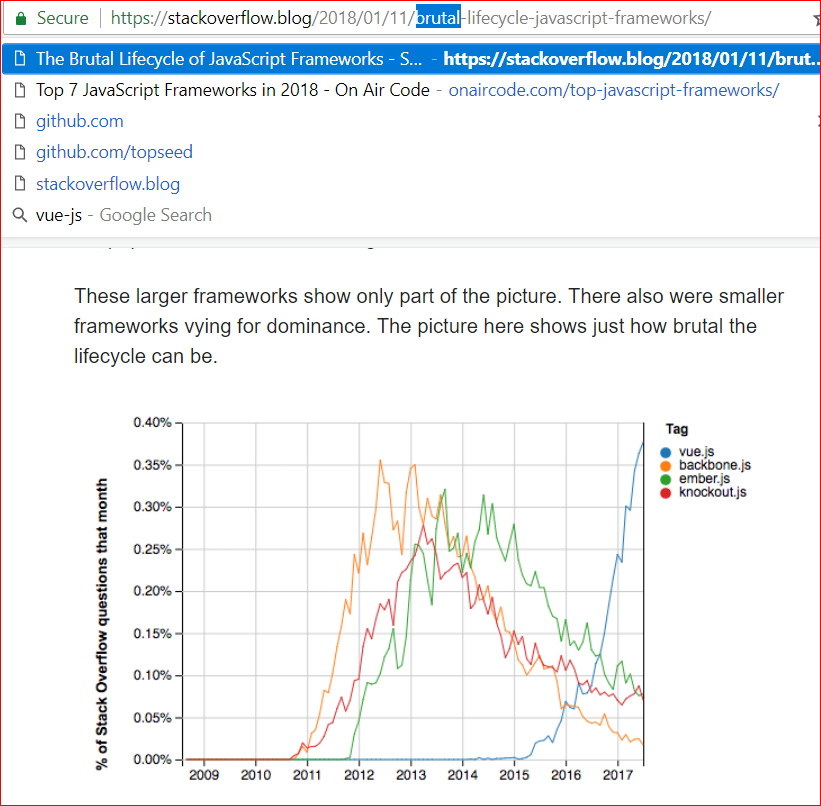 Secure https://stackoverflow.blog/2018/01/11/brutal-lifecycle-javascript-frameworks/
The Brutal Lifecycle of JavaScript Frameworks - S... - https://stackoverflow.blog/2018/01/11/brut...
Top 7 JavaScript Frameworks in 2018 - On Air Code - onaircode.com/top-javascript-frameworks/
github.com
github.com/topseed
stackoverflow.blog
vue-js - Google Search
These larger frameworks show only part of the picture. There also were smaller
frameworks vying for dominance. The picture here shows just how brutal the
lifecycle can be.
% of Stack Overflow questions that month
0.40%
0.35%
0.30%
0.25%
0.20%
0.15%
0.10%
0.05%
0.00%
2009 2010 2011 2012 2013 2014 2015 2016 2017
Tag
vue.js
backbone.js
ember.js
knockout.js